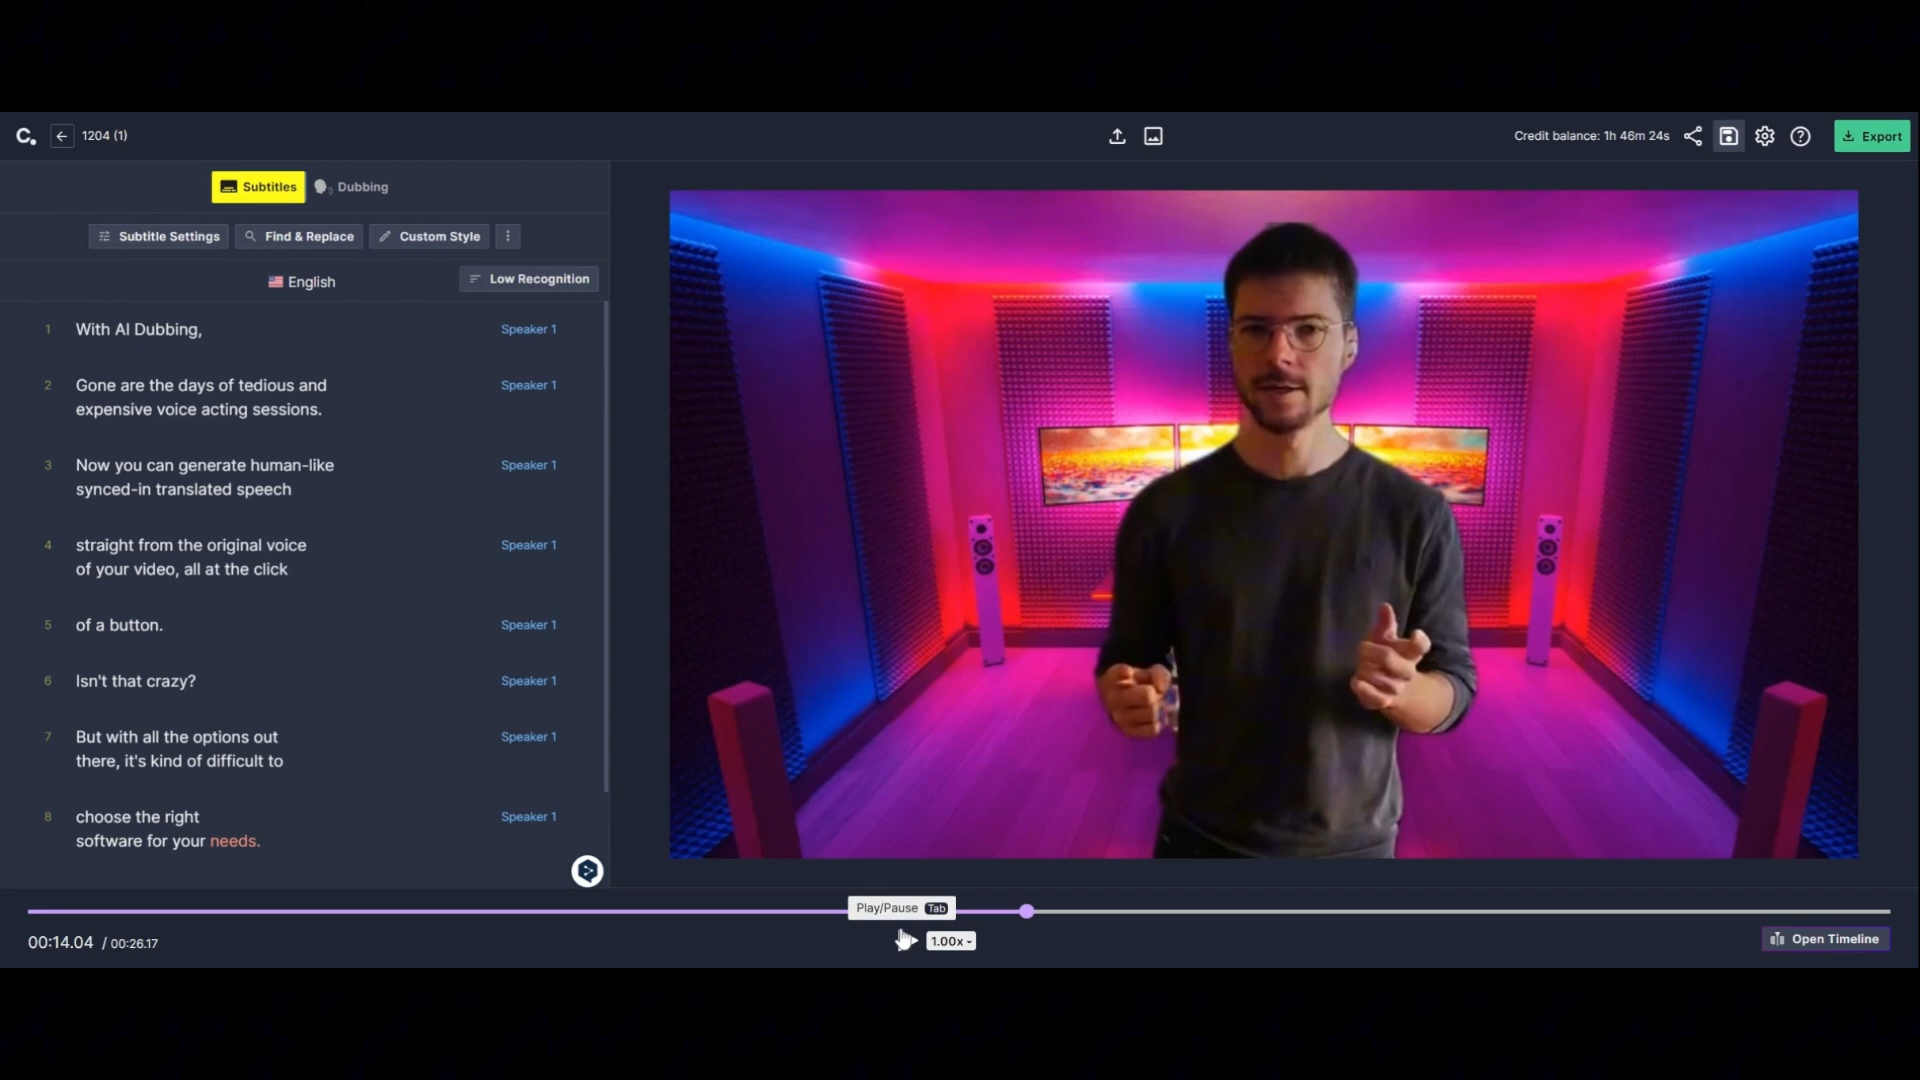 C.
1204 (1)
Credit balance: 1h 46m 24s
Export
Subtitles
Dubbing
Subtitle Settings
Find & Replace
Custom Style
English
Low Recognition
1 With AI Dubbing, Speaker 1
2 Gone are the days of tedious and Speaker 1
expensive voice acting sessions.
3 Now you can generate human-like Speaker 1
synced-in translated speech
4 straight from the original voice Speaker 1
of your video, all at the click
5 of a button. Speaker 1
6 Isn't that crazy? Speaker 1
7 But with all the options out Speaker 1
there, it's kind of difficult to
8 choose the right Speaker 1
software for your needs.
Play/Pause Tab
00:14.04 / 00:26.17
1.00x
Open Timeline